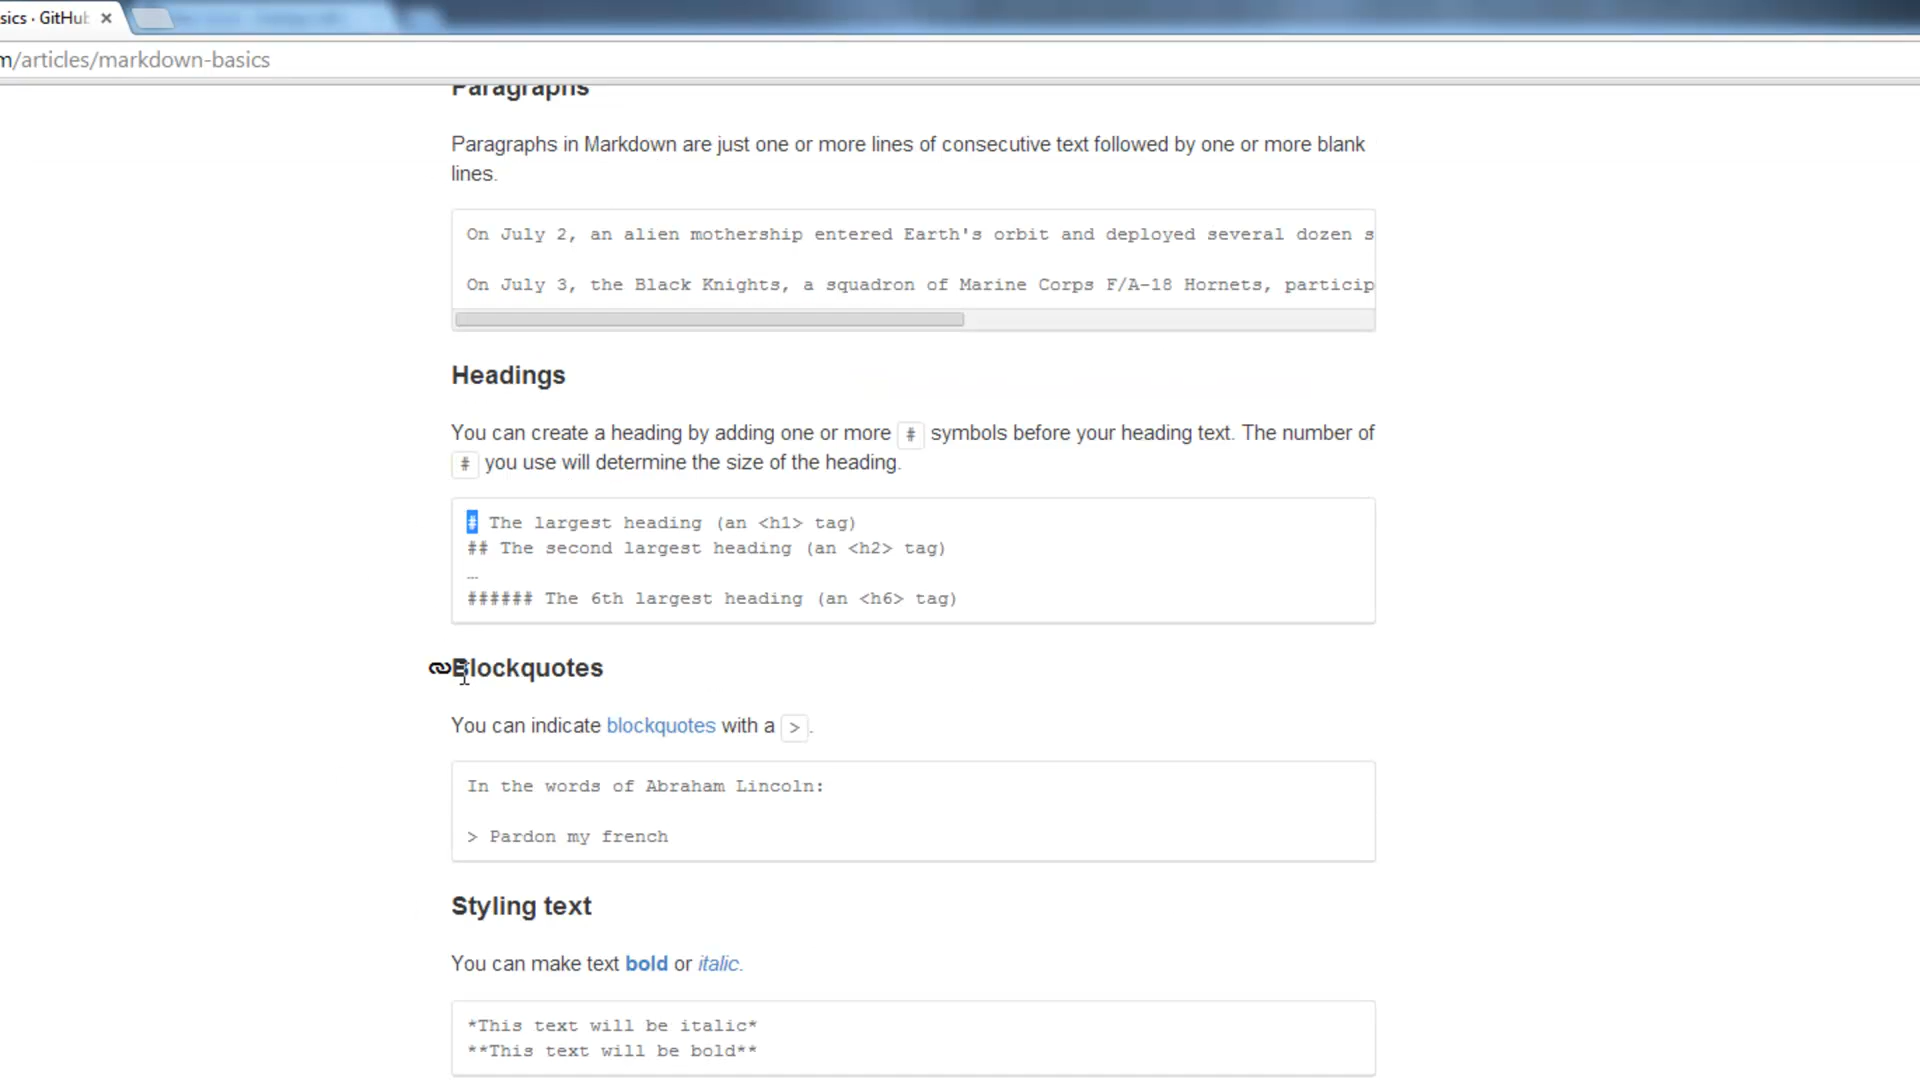 sics · GitHub
m/articles/markdown-basics
Paragraphs
Paragraphs in Markdown are just one or more lines of consecutive text followed by one or more blank
lines.
On July 2, an alien mothership entered Earth's orbit and deployed several dozen s
On July 3, the Black Knights, a squadron of Marine Corps F/A-18 Hornets, particip
Headings
You can create a heading by adding one or more # symbols before your heading text. The number of
# you use will determine the size of the heading.
# The largest heading (an <h1> tag)
## The second largest heading (an <h2> tag)
…
###### The 6th largest heading (an <h6> tag)
Blockquotes
You can indicate blockquotes with a >.
In the words of Abraham Lincoln:
> Pardon my french
Styling text
You can make text bold or italic.
*This text will be italic*
**This text will be bold**